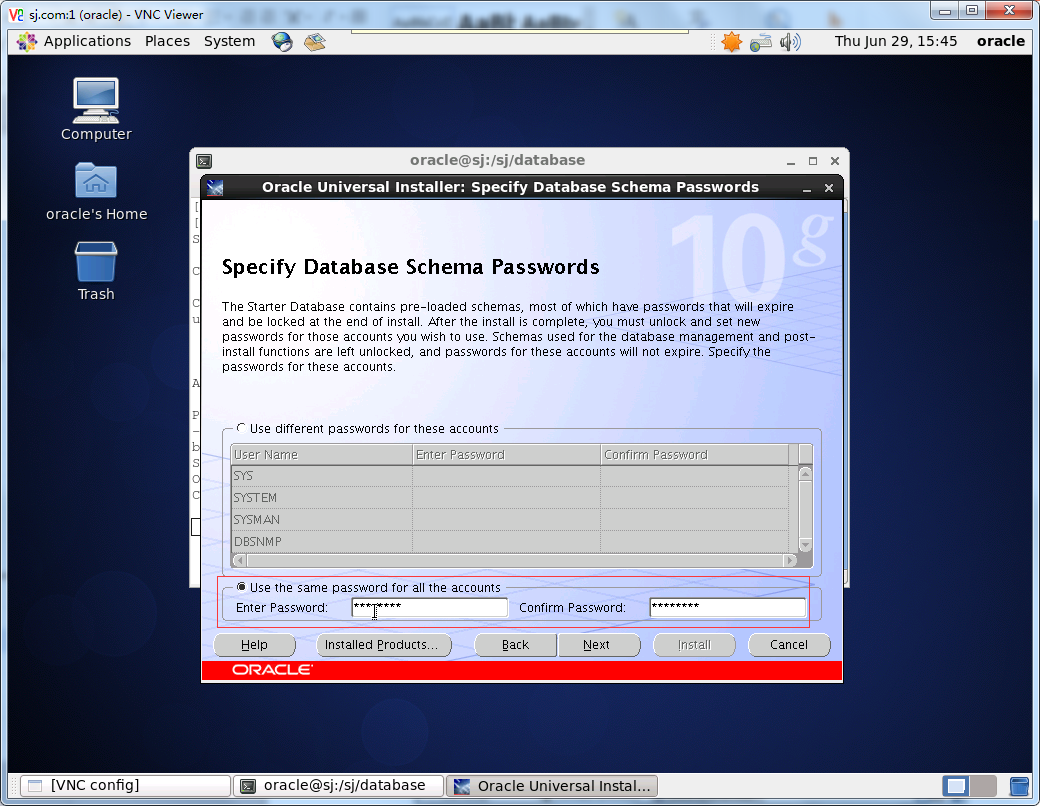 sj.com:1 (oracle) - VNC Viewer
Applications Places System Thu Jun 29, 15:45 oracle
Computer
oracle's Home
Trash
oracle@sj:/sj/database
Oracle Universal Installer: Specify Database Schema Passwords
10g
Specify Database Schema Passwords
The Starter Database contains pre-loaded schemas, most of which have passwords that will expire
and be locked at the end of install. After the install is complete, you must unlock and set new
passwords for those accounts you wish to use. Schemas used for the database management and post-
install functions are left unlocked, and passwords for these accounts will not expire. Specify the
passwords for these accounts.
Use different passwords for these accounts
User Name Enter Password Confirm Password
SYS
SYSTEM
SYSMAN
DBSNMP
Use the same password for all the accounts
Enter Password: ******** Confirm Password: ********
Help Installed Products... Back Next Install Cancel
ORACLE
[VNC config] oracle@sj:/sj/database Oracle Universal Instal...